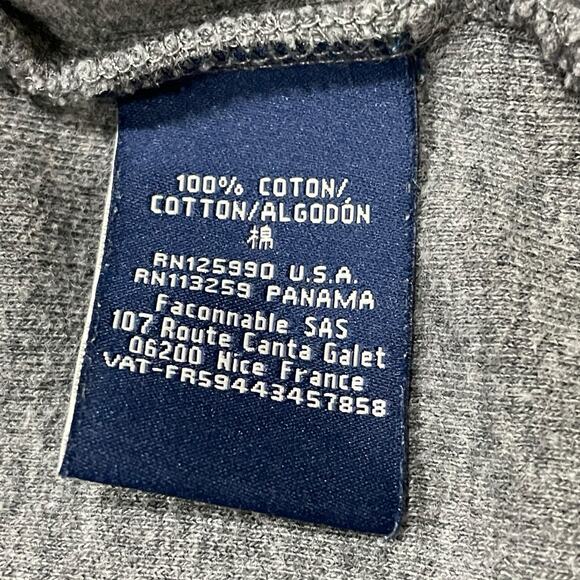 100% COTON/
COTTON/ALGODÓN
棉
RN125990 U.S.A.
RN113259 PANAMA
Faconnable SAS
107 Route Canta Galet
06200 Nice France
VAT-FR59443457858